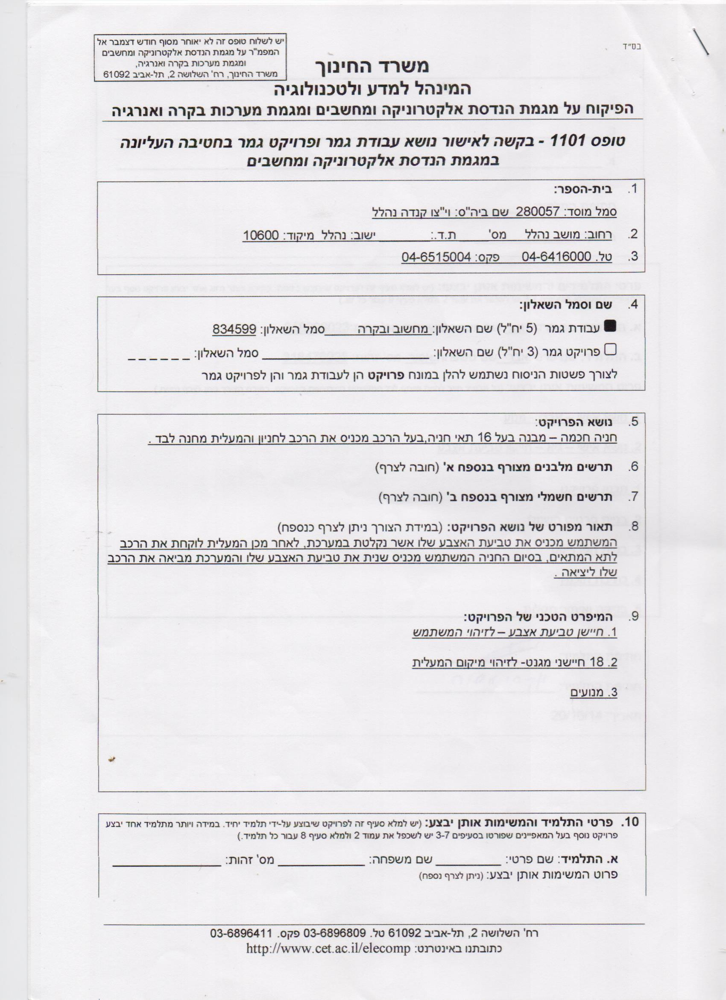 בס"ד
יש לשלוח טופס זה לא יאוחר מסוף חודש דצמבר אל
המפמ"ר על מגמת הנדסת אלקטרוניקה ומחשבים
ומגמת מערכות בקרה ואנרגיה,
משרד החינוך, רח' השלושה 2, תל-אביב 61092
משרד החינוך
המינהל למדע ולטכנולוגיה
הפיקוח על מגמת הנדסת אלקטרוניקה ומחשבים ומגמת מערכות בקרה ואנרגיה
טופס 1101 - בקשה לאישור נושא עבודת גמר ופרויקט גמר בחטיבה העליונה
במגמת הנדסת אלקטרוניקה ומחשבים
1. בית-הספר:
סמל מוסד: 280057 שם ביה"ס: וי"צו קנדה נהלל
2. רחוב: מושב נהלל מס' _____ ת.ד.: ________ ישוב: נהלל מיקוד: 10600
3. טל. 04-6416000 פקס: 04-6515004
4. שם וסמל השאלון:
■ עבודת גמר (5 יח"ל) שם השאלון: מחשוב ובקרה _____סמל השאלון: 834599
☐ פרויקט גמר (3 יח"ל) שם השאלון: ___________________________ סמל השאלון: _ _ _ _ _ _
לצורך פשטות הניסוח נשתמש להלן במונח פרויקט הן לעבודת גמר והן לפרויקט גמר
5. נושא הפרויקט:
חניה חכמה – מבנה בעל 16 תאי חניה,בעל הרכב מכניס את הרכב לחניון והמעלית מחנה לבד .
6. תרשים מלבנים מצורף בנספח א' (חובה לצרף)
7. תרשים חשמלי מצורף בנספח ב' (חובה לצרף)
8. תאור מפורט של נושא הפרויקט: (במידת הצורך ניתן לצרף כנספח)
המשתמש מכניס את טביעת האצבע שלו אשר נקלטת במערכת, לאחר מכן המעלית לוקחת את הרכב
לתא המתאים, בסיום החניה המשתמש מכניס שנית את טביעת האצבע שלו והמערכת מביאה את הרכב
שלו ליציאה .
9. המיפרט הטכני של הפרויקט:
1. חיישן טביעת אצבע – לזיהוי המשתמש
2. 18 חיישני מגנט- לזיהוי מיקום המעלית
3. מנועים
10. פרטי התלמיד והמשימות אותן יבצע: (יש למלא סעיף זה לפרויקט שיבוצע על-ידי תלמיד יחיד. במידה ויותר מתלמיד אחד יבצע
פרויקט נוסף בעל המאפיינים שפורטו בסעיפים 3-7 יש לשכפל את עמוד 2 ולמלא סעיף 8 עבור כל תלמיד.)
א. התלמיד: שם פרטי: __________ שם משפחה: _____________ מס' זהות: ________________
פרוט המשימות אותן יבצע: (ניתן לצרף נספח)
רח' השלושה 2, תל-אביב 61092 טל. 03-6896809 פקס. 03-6896411
כתובתנו באינטרנט: http://www.cet.ac.il/elecomp